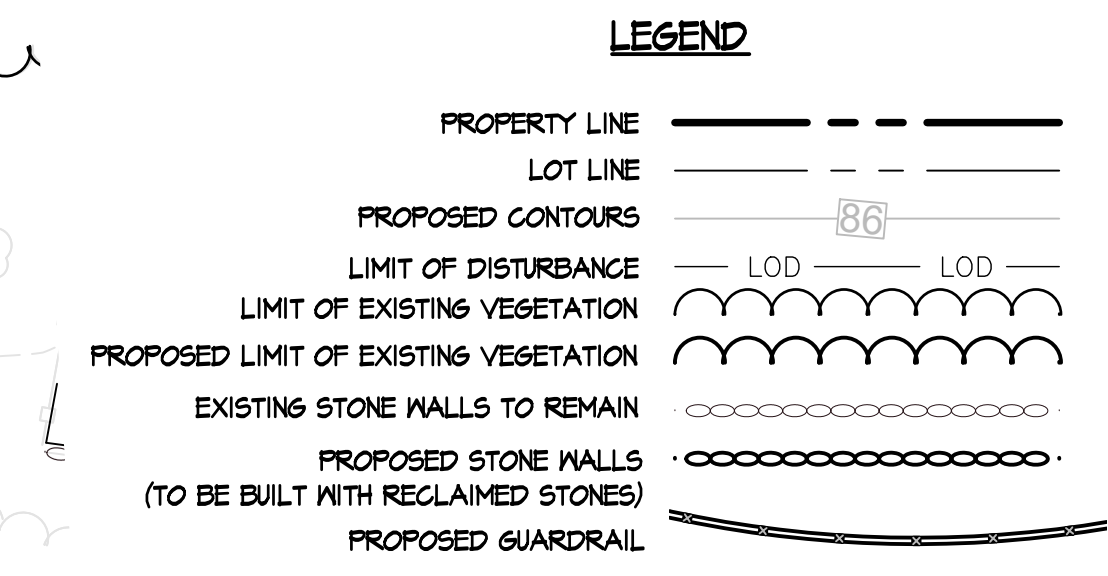 LEGEND
PROPERTY LINE
LOT LINE
PROPOSED CONTOURS 86
LIMIT OF DISTURBANCE LOD LOD
LIMIT OF EXISTING VEGETATION
PROPOSED LIMIT OF EXISTING VEGETATION
EXISTING STONE WALLS TO REMAIN
PROPOSED STONE WALLS
(TO BE BUILT WITH RECLAIMED STONES)
PROPOSED GUARDRAIL